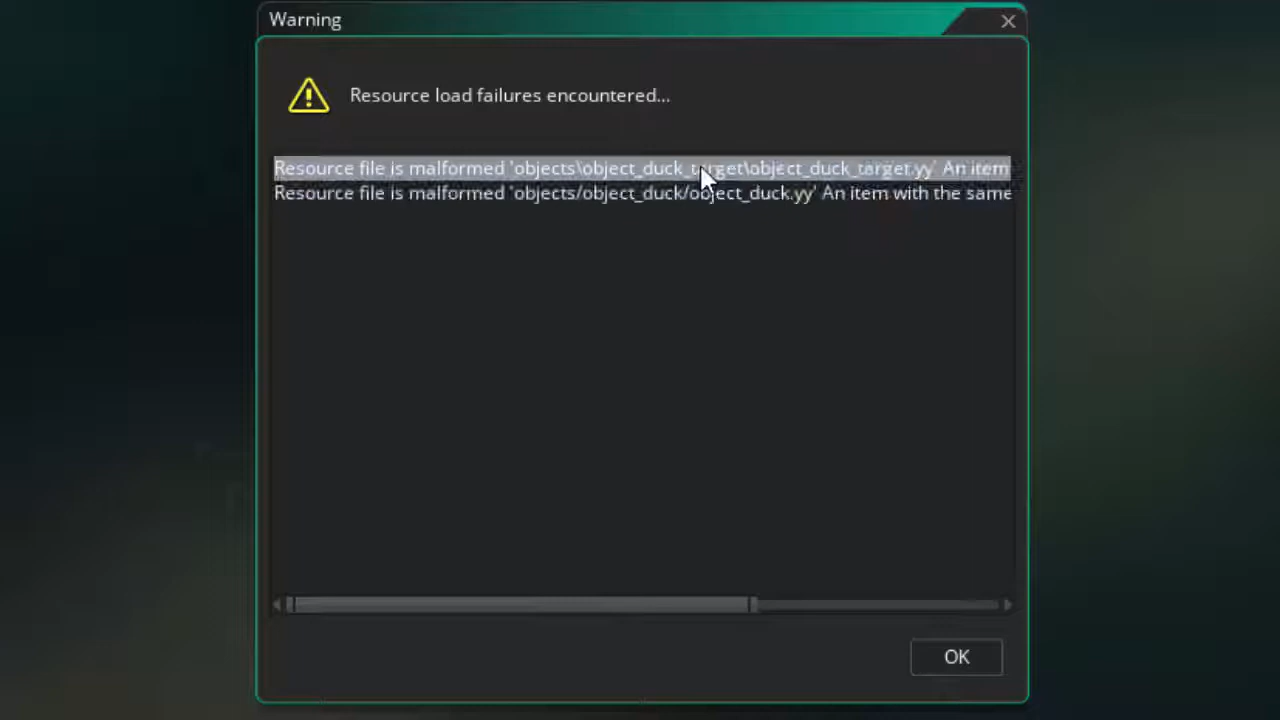 Warning
Resource load failures encountered...
Resource file is malformed 'objects\object_duck_target\object_duck_target.yy' An item
Resource file is malformed 'objects/object_duck/object_duck.yy' An item with the same
OK